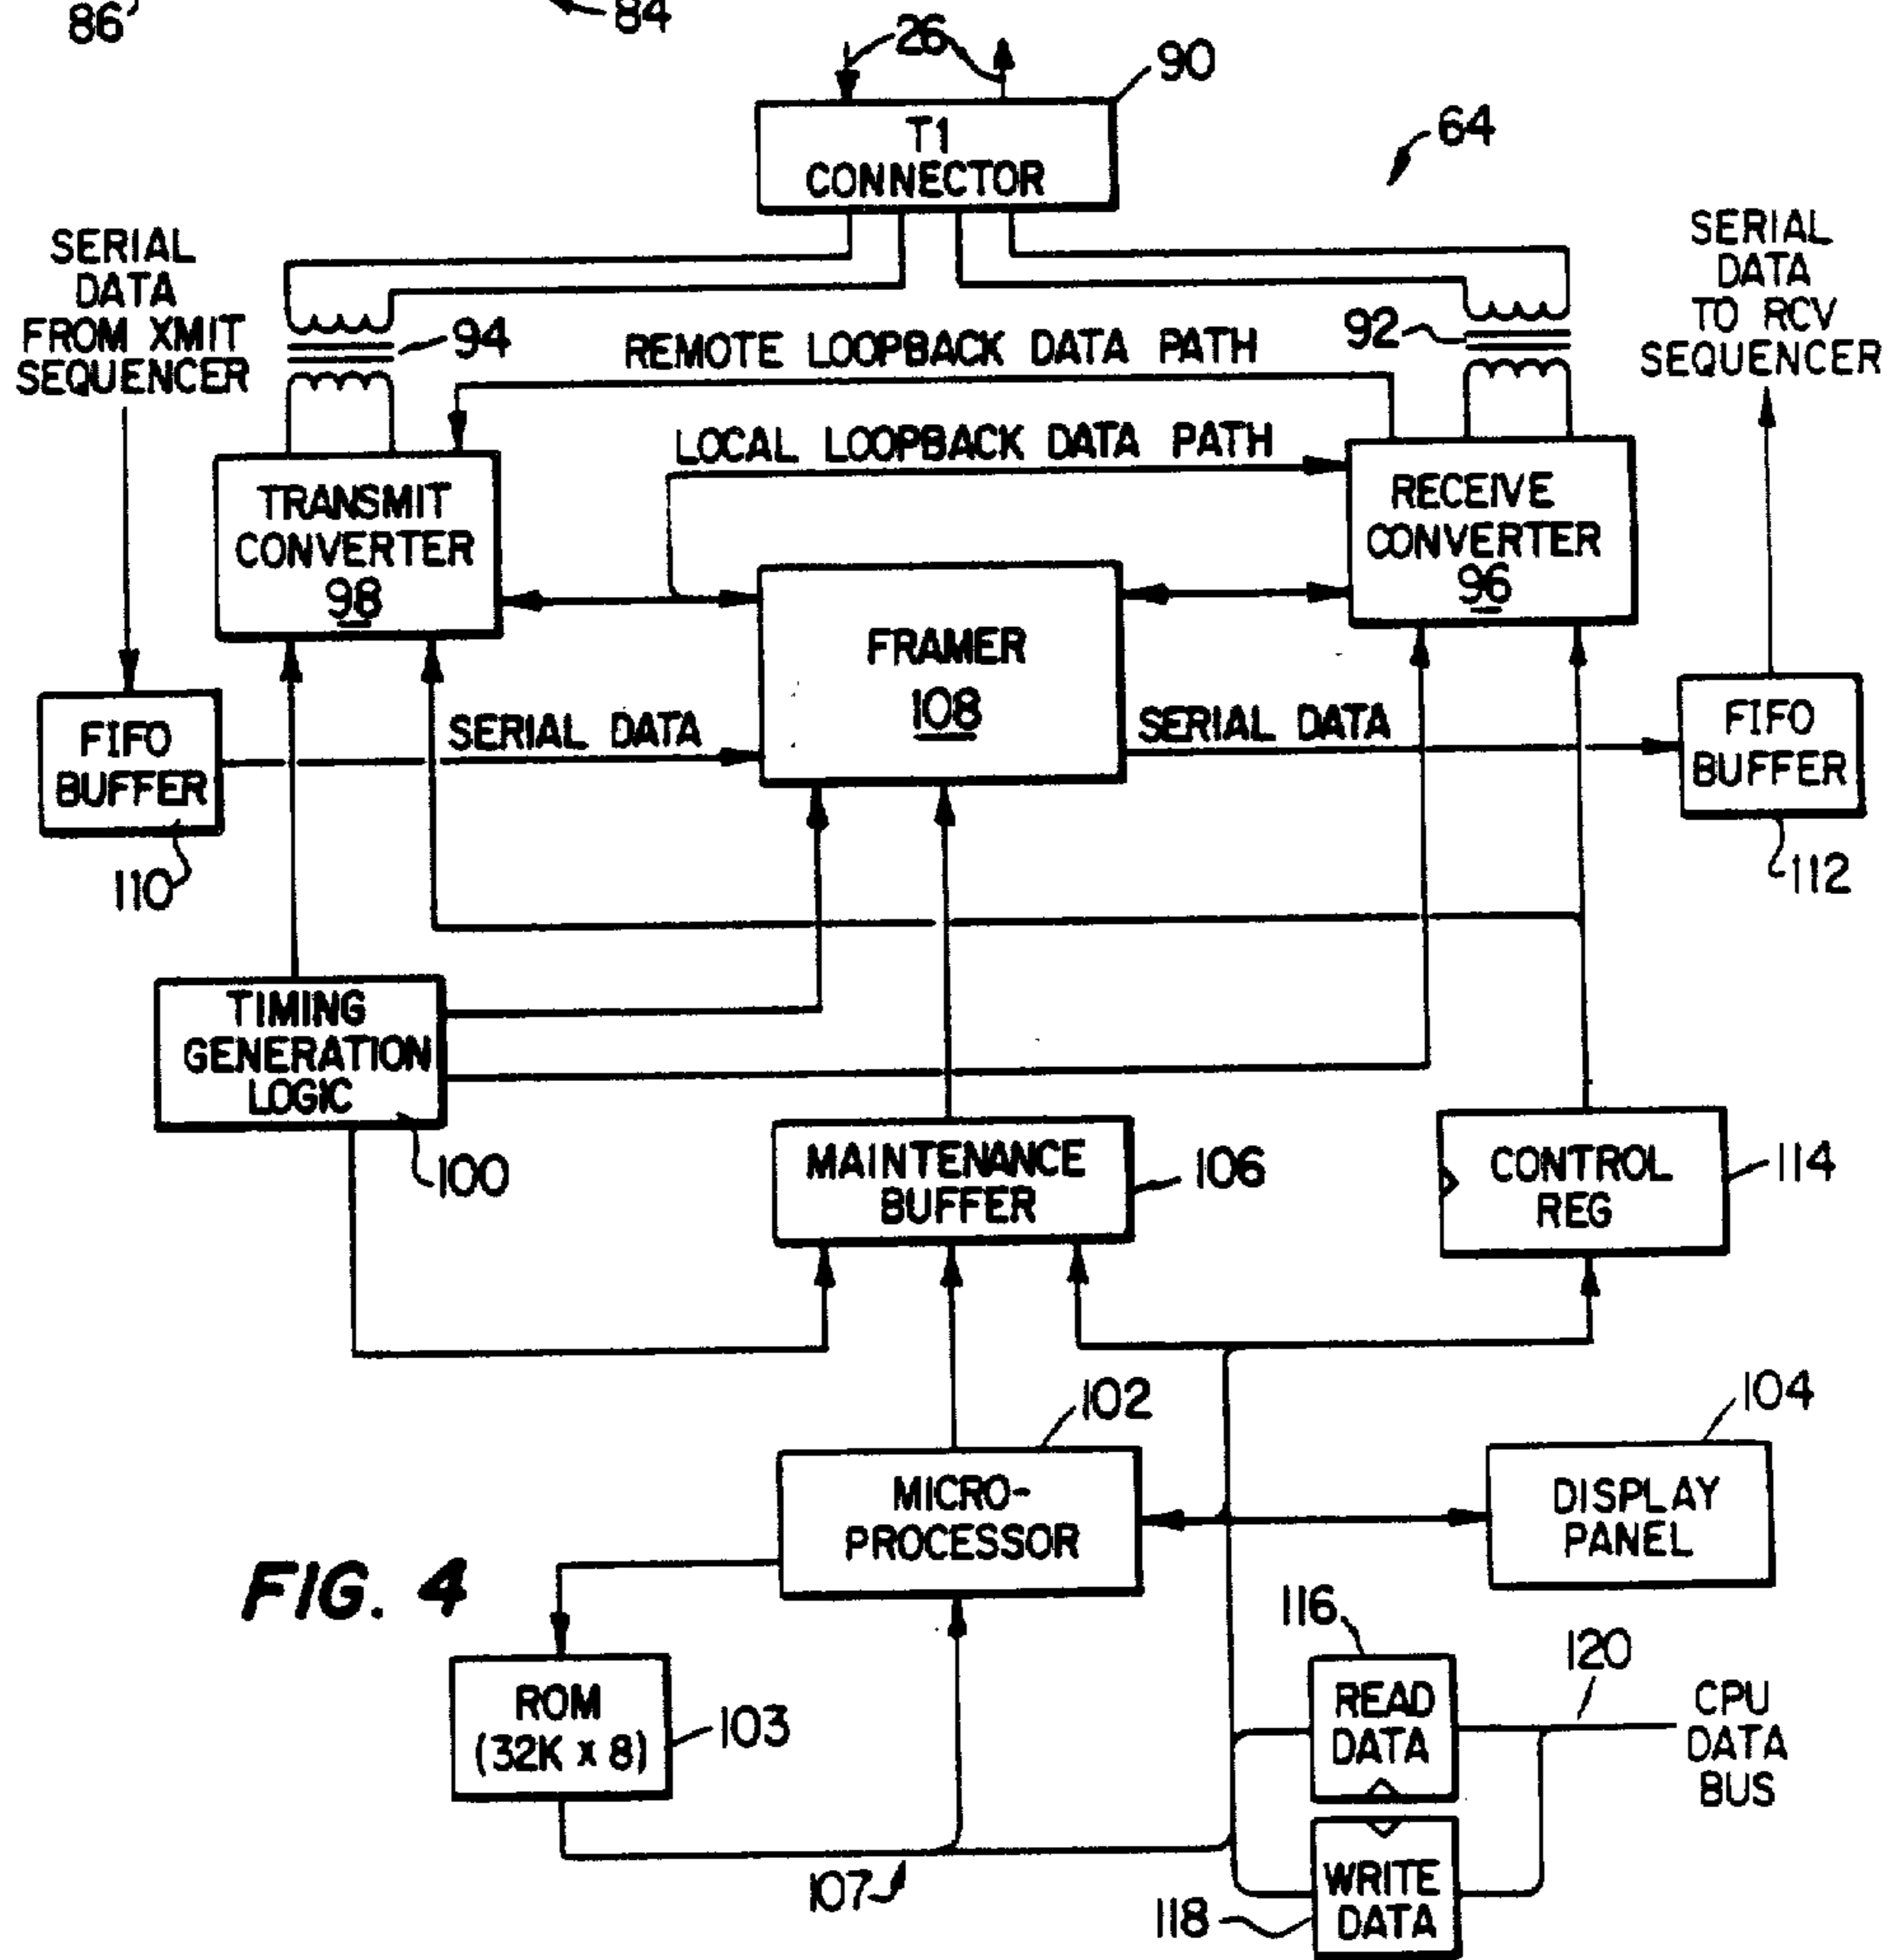 86
84
26
90
T1
CONNECTOR
64
SERIAL
DATA
FROM XMIT
SEQUENCER
94
REMOTE LOOPBACK DATA PATH
92
SERIAL
DATA
TO RCV
SEQUENCER
LOCAL LOOPBACK DATA PATH
TRANSMIT
CONVERTER
98
RECEIVE
CONVERTER
96
FRAMER
108
FIFO
BUFFER
110
SERIAL DATA
SERIAL DATA
FIFO
BUFFER
112
TIMING
GENERATION
LOGIC
100
MAINTENANCE
BUFFER
106
CONTROL
REG
114
102
MICRO-
PROCESSOR
104
DISPLAY
PANEL
FIG. 4
ROM
(32K x 8)
103
107
116
READ
DATA
120
CPU
DATA
BUS
118
WRITE
DATA